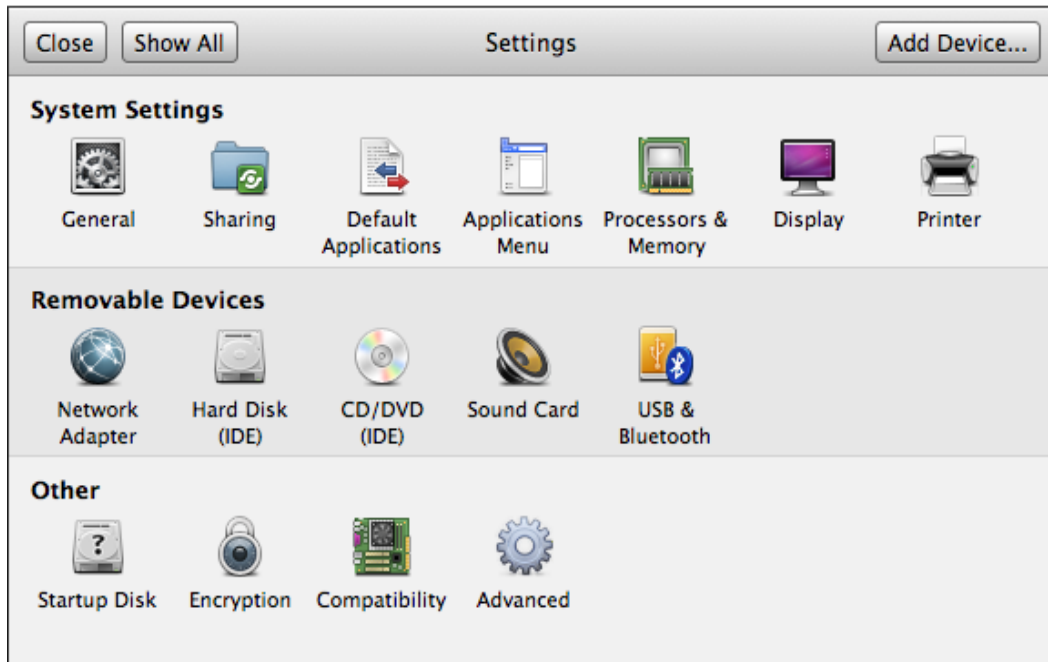 Close Show All Settings Add Device...
System Settings
General Sharing Default Applications Applications Menu Processors & Memory Display Printer
Removable Devices
Network Adapter Hard Disk (IDE) CD/DVD (IDE) Sound Card USB & Bluetooth
Other
? 
Startup Disk Encryption Compatibility Advanced